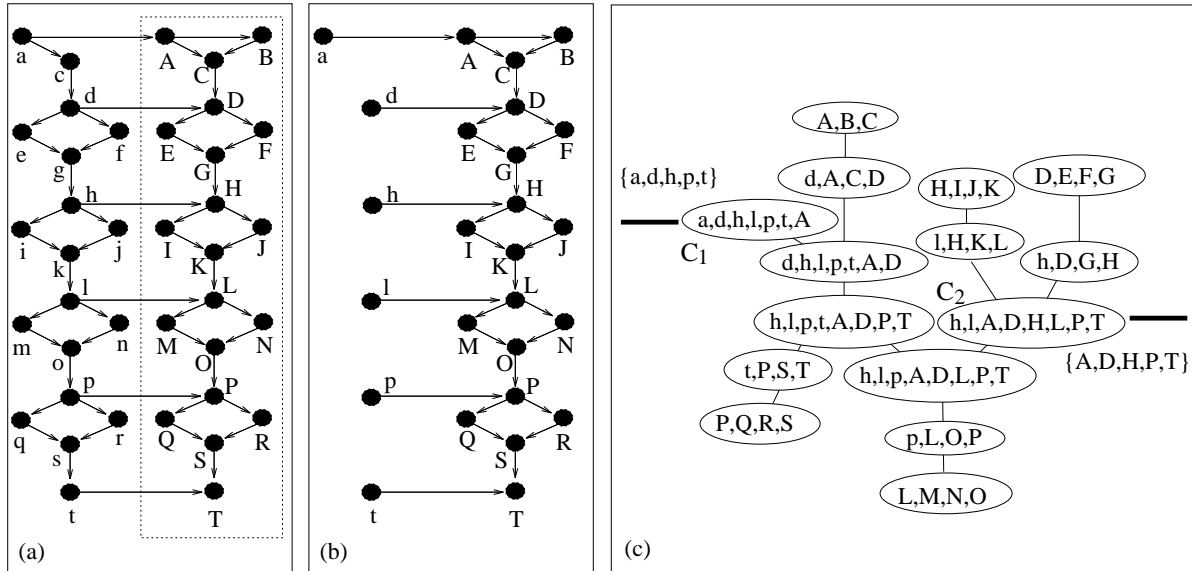 a
A
B
c
C
d
D
e
f
E
F
g
G
h
H
i
j
I
J
k
K
l
L
m
n
M
N
o
O
p
P
q
r
Q
R
s
S
t
T
(a)
a
A
B
C
d
D
E
F
G
h
H
I
J
K
l
L
M
N
O
p
P
Q
R
S
t
T
(b)
A,B,C
{a,d,h,p,t}
d,A,C,D
H,I,J,K
D,E,F,G
a,d,h,l,p,t,A
C1
l,H,K,L
d,h,l,p,t,A,D
h,D,G,H
C2
h,l,p,t,A,D,P,T
h,l,A,D,H,L,P,T
{A,D,H,P,T}
t,P,S,T
h,l,p,A,D,L,P,T
P,Q,R,S
p,L,O,P
L,M,N,O
(c)